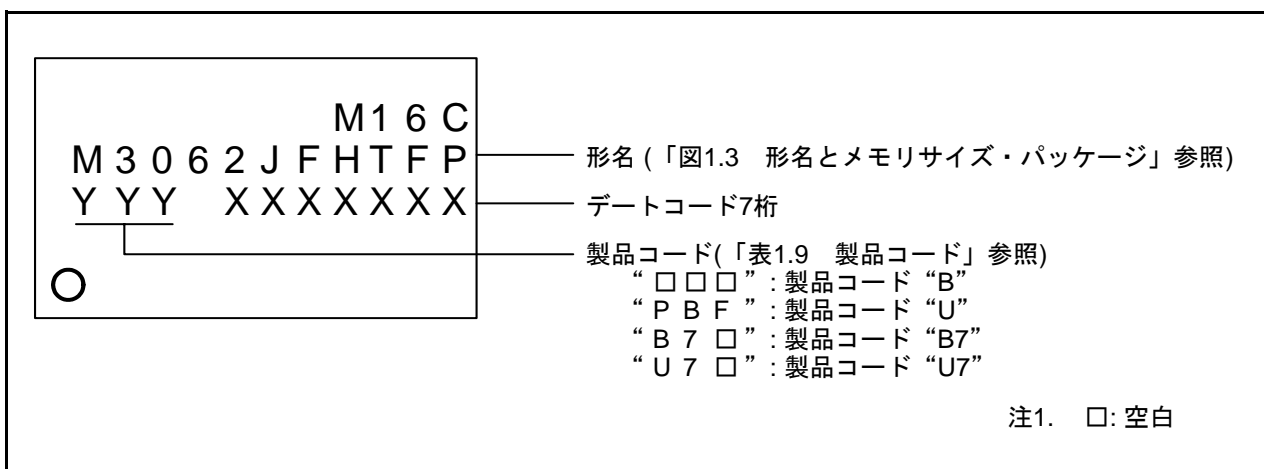 M16C
M3062JFHTFP
形名 (「図1.3　形名とメモリサイズ・パッケージ」参照)
YYY XXXXXXX
データコード7桁
製品コード(「表1.9　製品コード」参照)
“□□□”：製品コード“B”
“PBF”：製品コード“U”
“B7□”：製品コード“B7”
“U7□”：製品コード“U7”
注1.　□: 空白